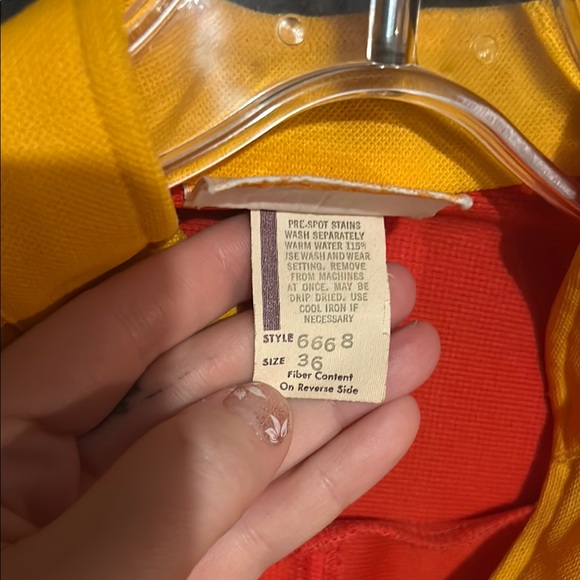 PRE-SPOT STAINS
WASH SEPARATELY
WARM WATER 115°
USE WASH AND WEAR
SETTING. REMOVE
FROM MACHINES
AT ONCE. MAY BE
DRIP DRIED. USE
COOL IRON IF
NECESSARY
STYLE 6668
SIZE 36
Fiber Content
On Reverse Side